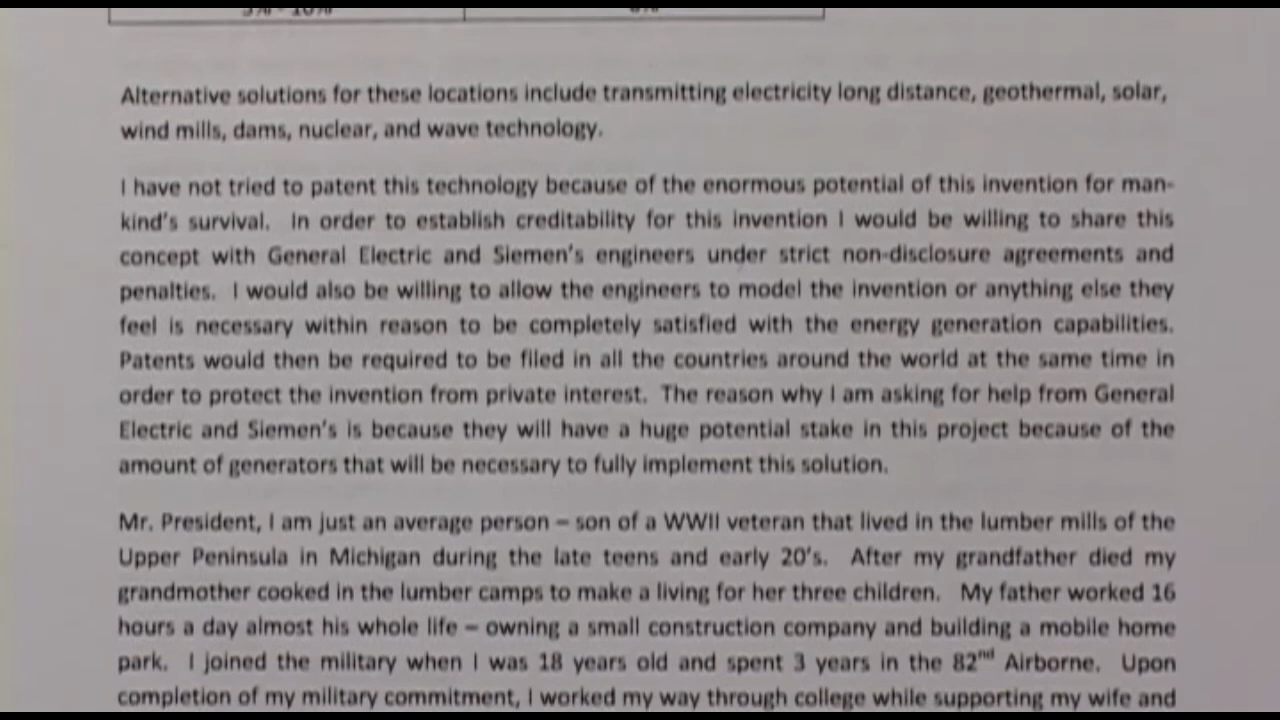 Alternative solutions for these locations include transmitting electricity long distance, geothermal, solar,
wind mills, dams, nuclear, and wave technology.
I have not tried to patent this technology because of the enormous potential of this invention for man-
kind's survival. In order to establish creditability for this invention I would be willing to share this
concept with General Electric and Siemen's engineers under strict non-disclosure agreements and
penalties. I would also be willing to allow the engineers to model the invention or anything else they
feel is necessary within reason to be completely satisfied with the energy generation capabilities.
Patents would then be required to be filed in all the countries around the world at the same time in
order to protect the invention from private interest. The reason why I am asking for help from General
Electric and Siemen's is because they will have a huge potential stake in this project because of the
amount of generators that will be necessary to fully implement this solution.
Mr. President, I am just an average person – son of a WWII veteran that lived in the lumber mills of the
Upper Peninsula in Michigan during the late teens and early 20's. After my grandfather died my
grandmother cooked in the lumber camps to make a living for her three children. My father worked 16
hours a day almost his whole life – owning a small construction company and building a mobile home
park. I joined the military when I was 18 years old and spent 3 years in the 82nd Airborne. Upon
completion of my military commitment, I worked my way through college while supporting my wife and